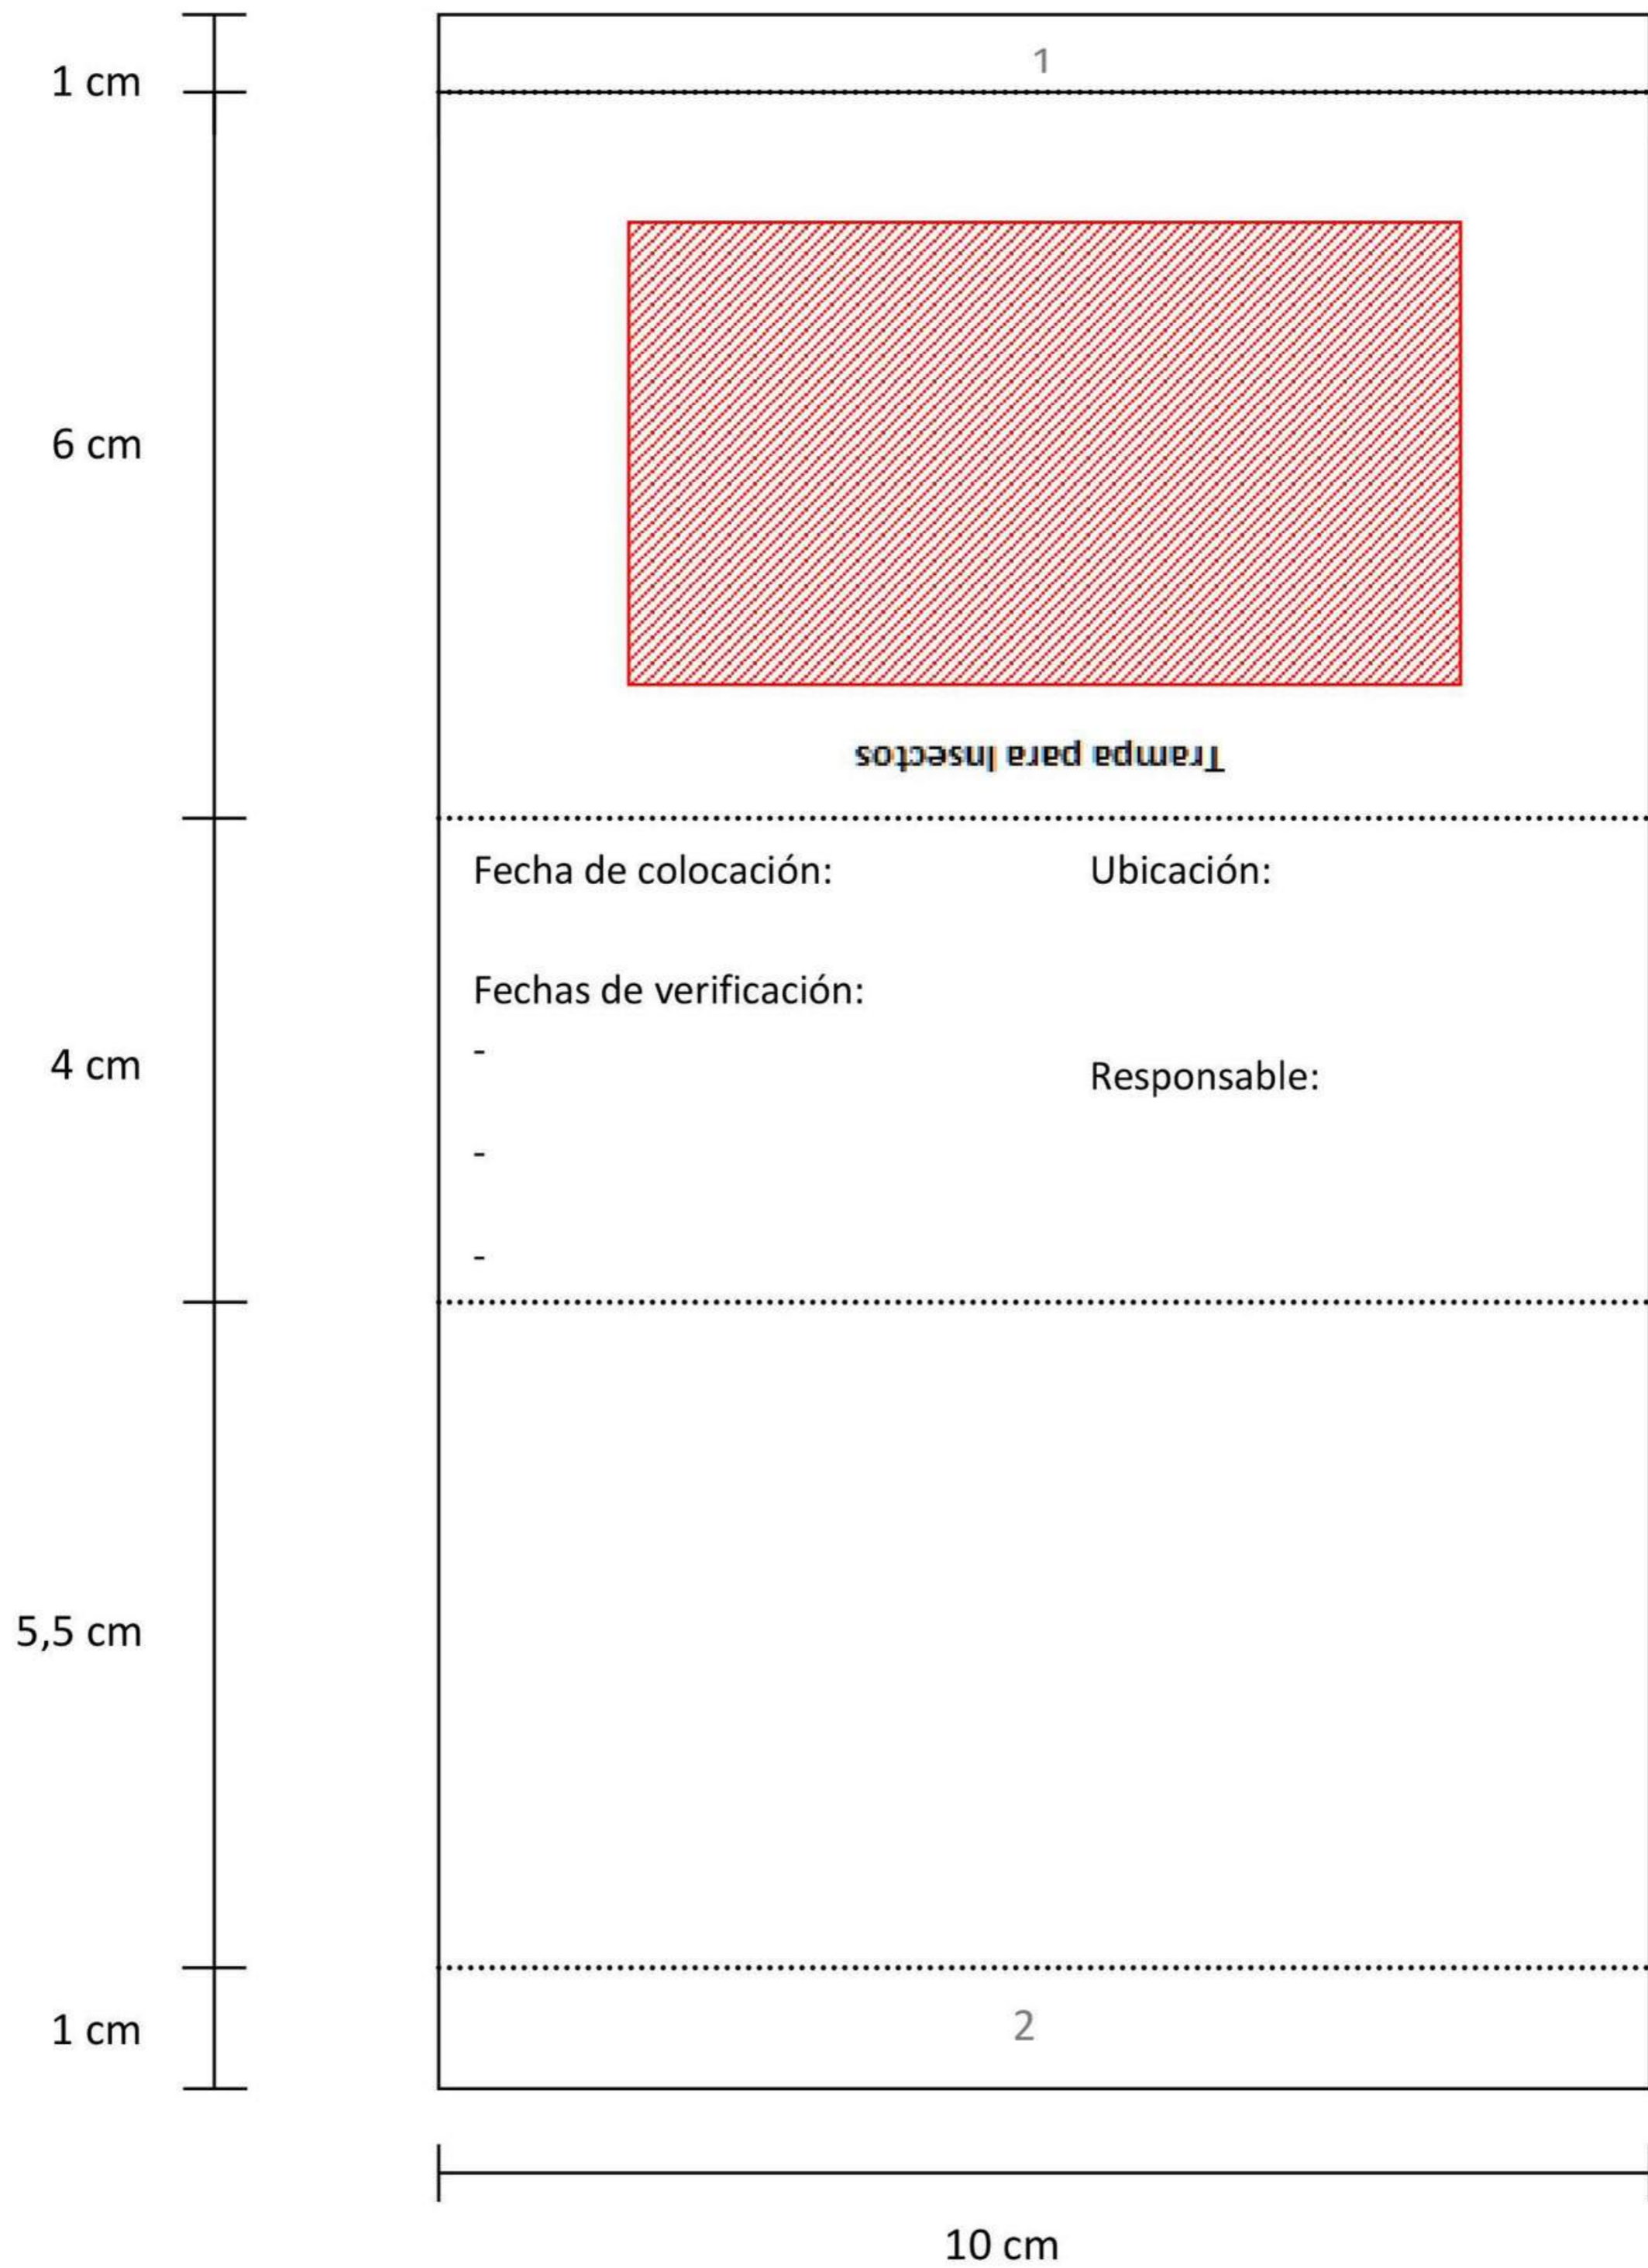 1
1 cm
6 cm
Trampa para Insectos
Fecha de colocación: Ubicación:
Fechas de verificación:
-
4 cm
Responsable:
-
-
5,5 cm
1 cm
2
10 cm